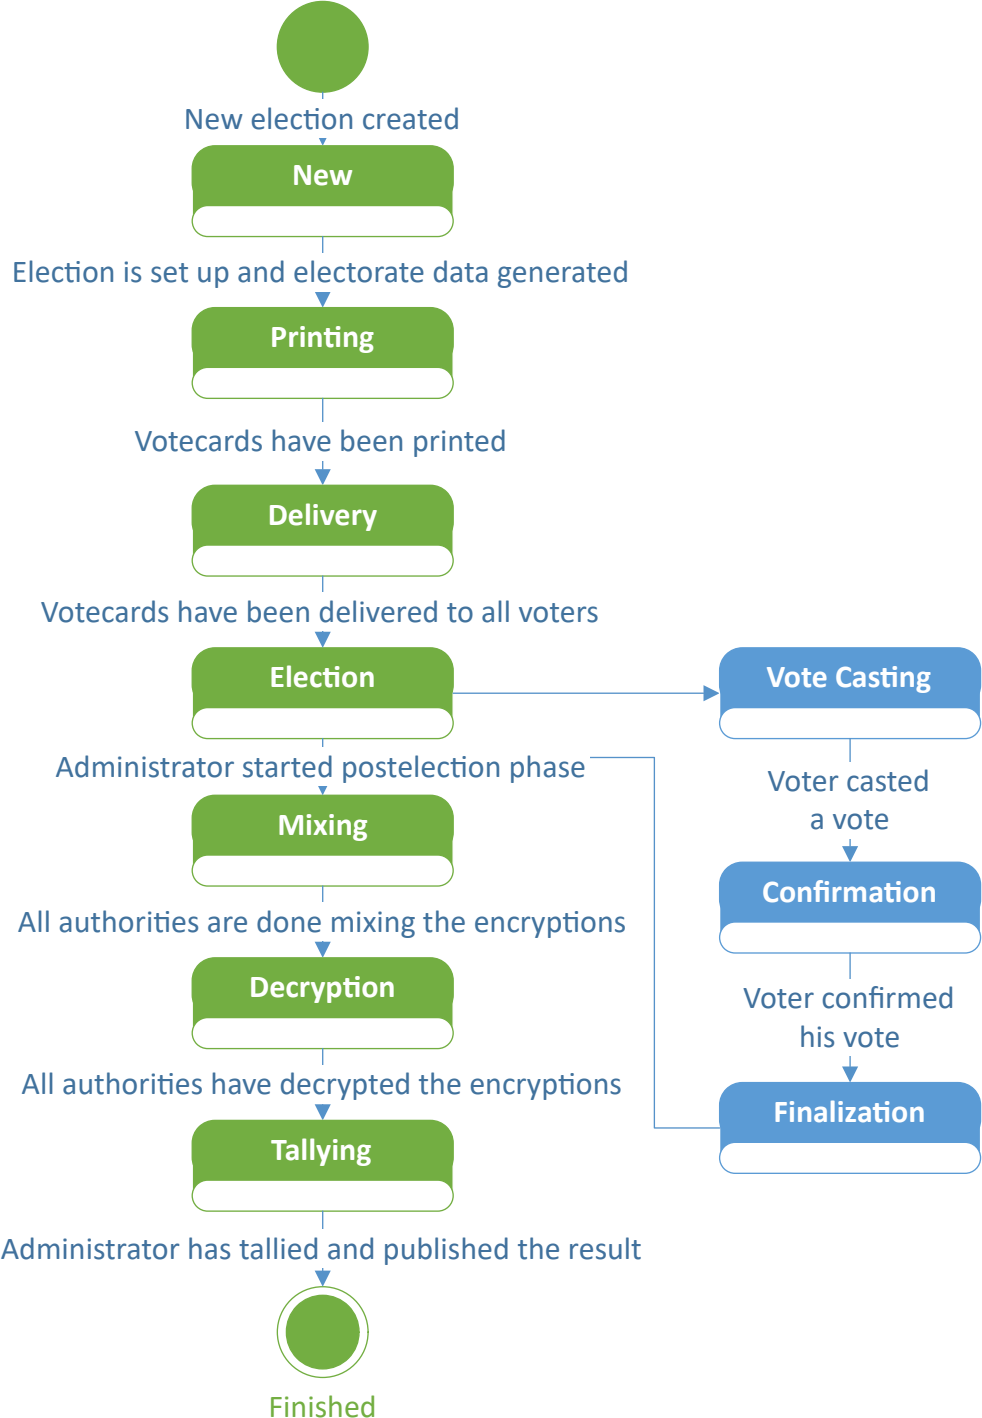 New election created
New
Election is set up and electorate data generated
Printing
Votecards have been printed
Delivery
Votecards have been delivered to all voters
Election
Administrator started postelection phase
Mixing
All authorities are done mixing the encryptions
Decryption
All authorities have decrypted the encryptions
Tallying
Administrator has tallied and published the result
Finished
Vote Casting
Voter casted
a vote
Confirmation
Voter confirmed
his vote
Finalization